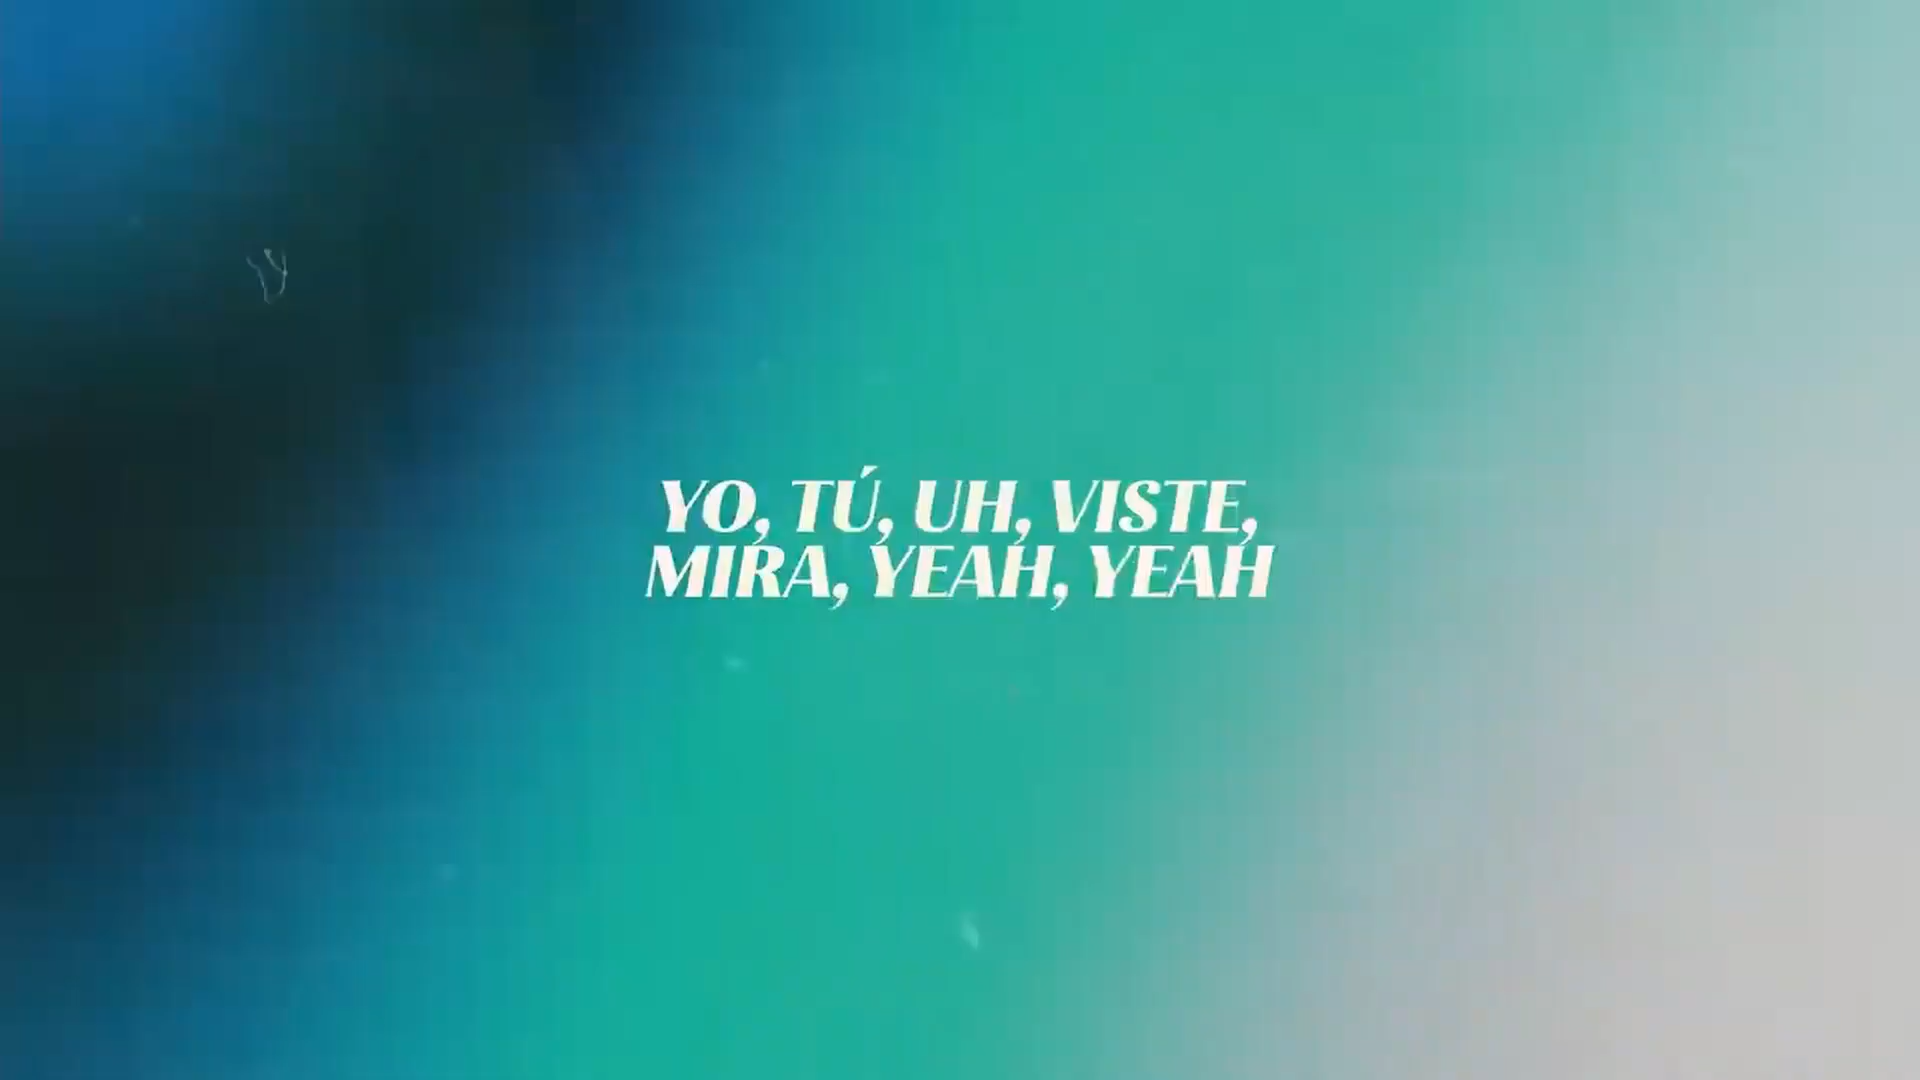 YO, TÚ, UH, VISTE,
MIRA, YEAH, YEAH